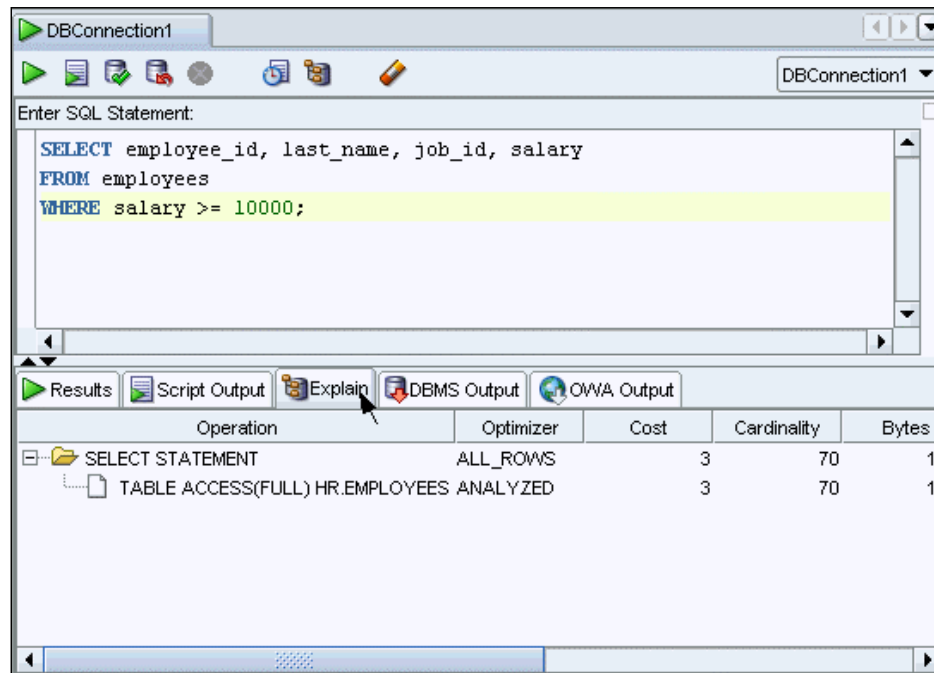 DBConnection1
DBConnection1
Enter SQL Statement:
SELECT employee_id, last_name, job_id, salary
FROM employees
WHERE salary >= 10000;
Results Script Output Explain DBMS Output OWA Output
Operation Optimizer Cost Cardinality Bytes
SELECT STATEMENT ALL_ROWS 3 70 1
TABLE ACCESS(FULL) HR.EMPLOYEES ANALYZED 3 70 1